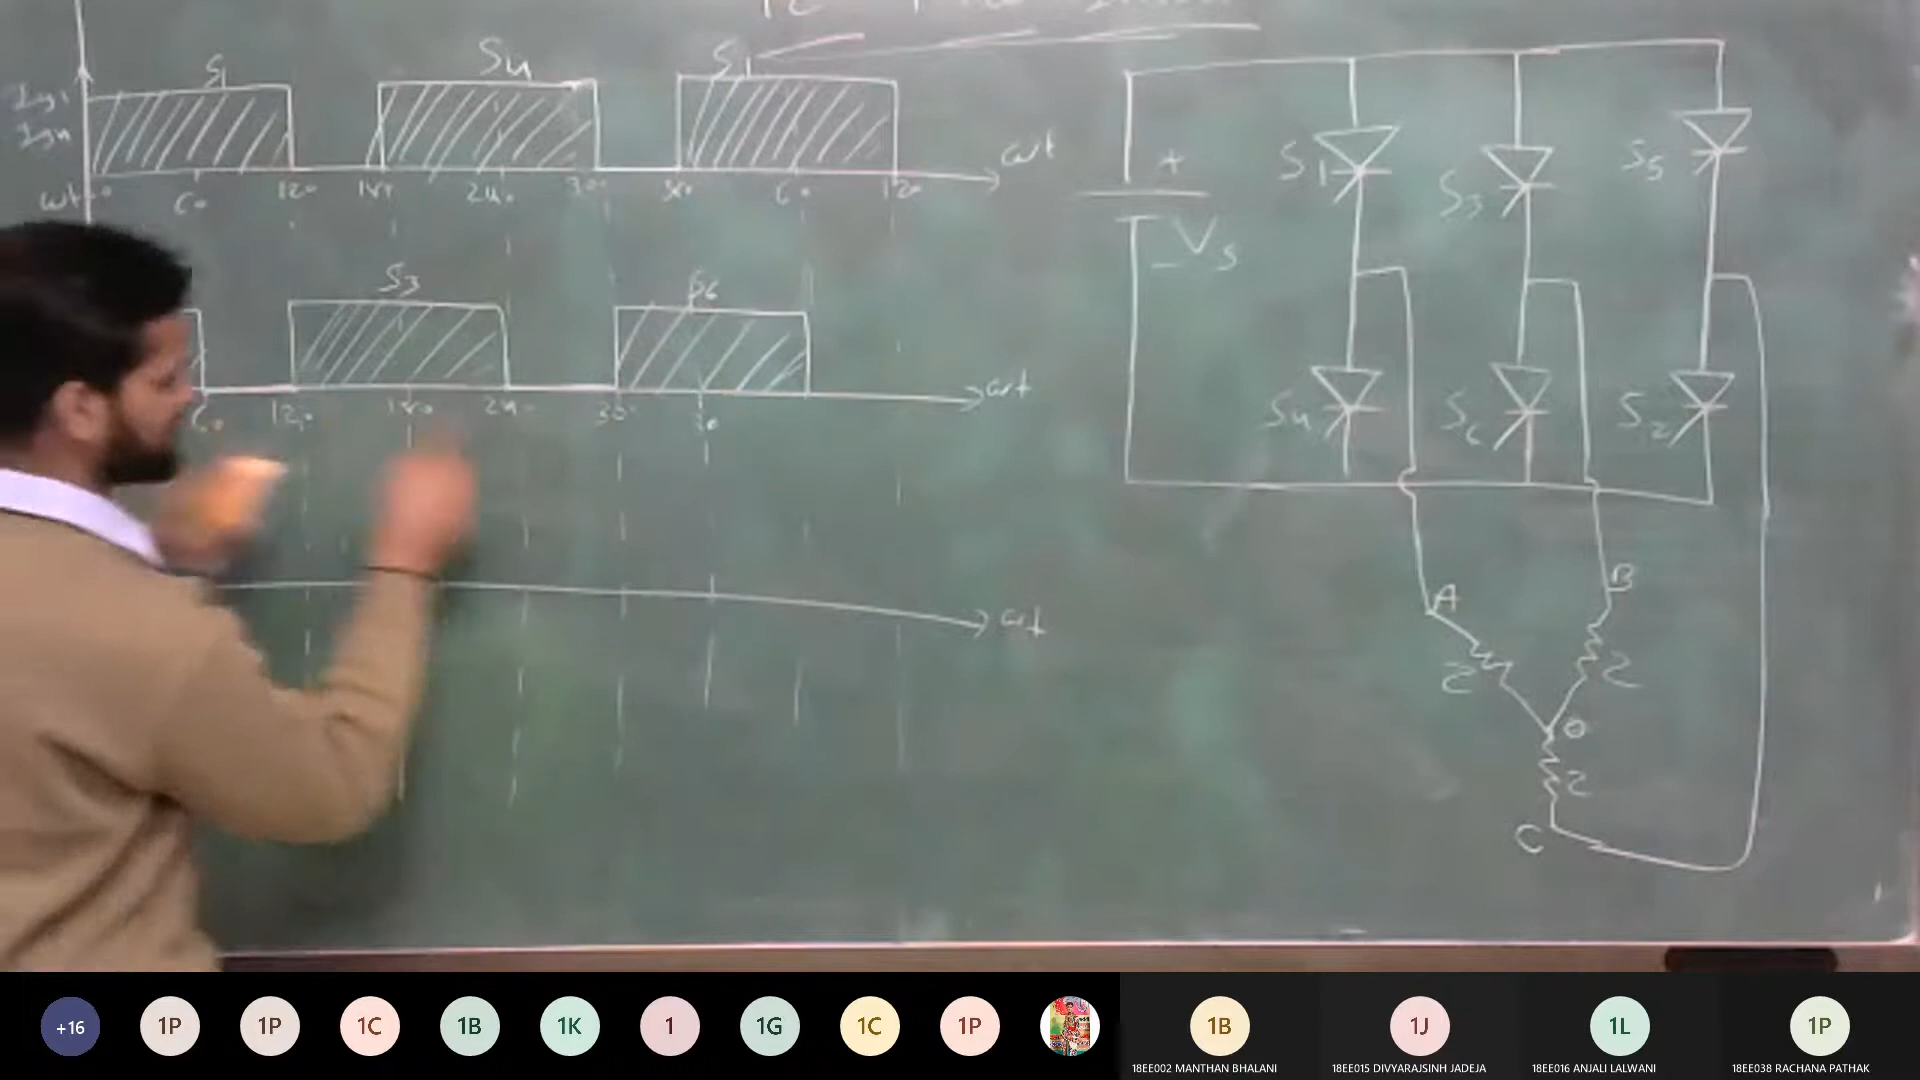 S1 S4 S1
Ig1
Ig4
ωt
60 120 180 240 300 360 60 120
ωt
S3 S6
60 120 180 240 300 ωt
ωt
+
Vs
S1 S3 S5
S4 S6 S2
A B
Z Z
O
Z
C
+16 1P 1P 1C 1B 1K 1 1G 1C 1P 1B 1J 1L 1P
18EE002 MANTHAN BHALANI 18EE015 DIVYARAJSINH JADEJA 18EE016 ANJALI LALWANI 18EE038 RACHANA PATHAK